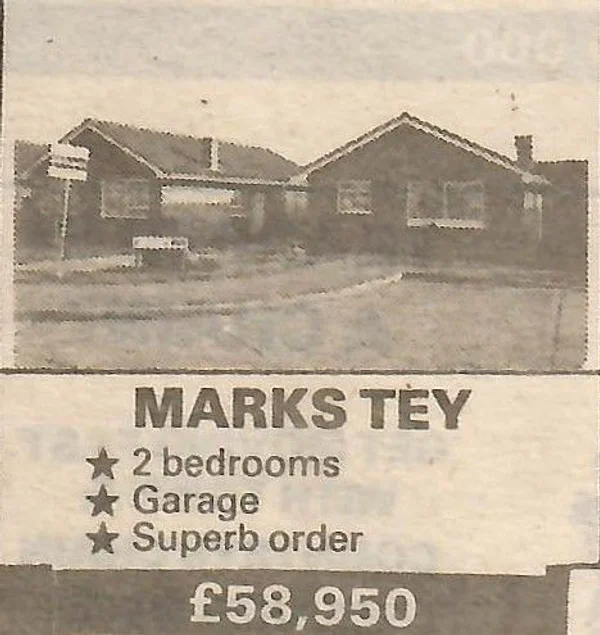 MARKS TEY
★ 2 bedrooms
★ Garage
★ Superb order
£58,950